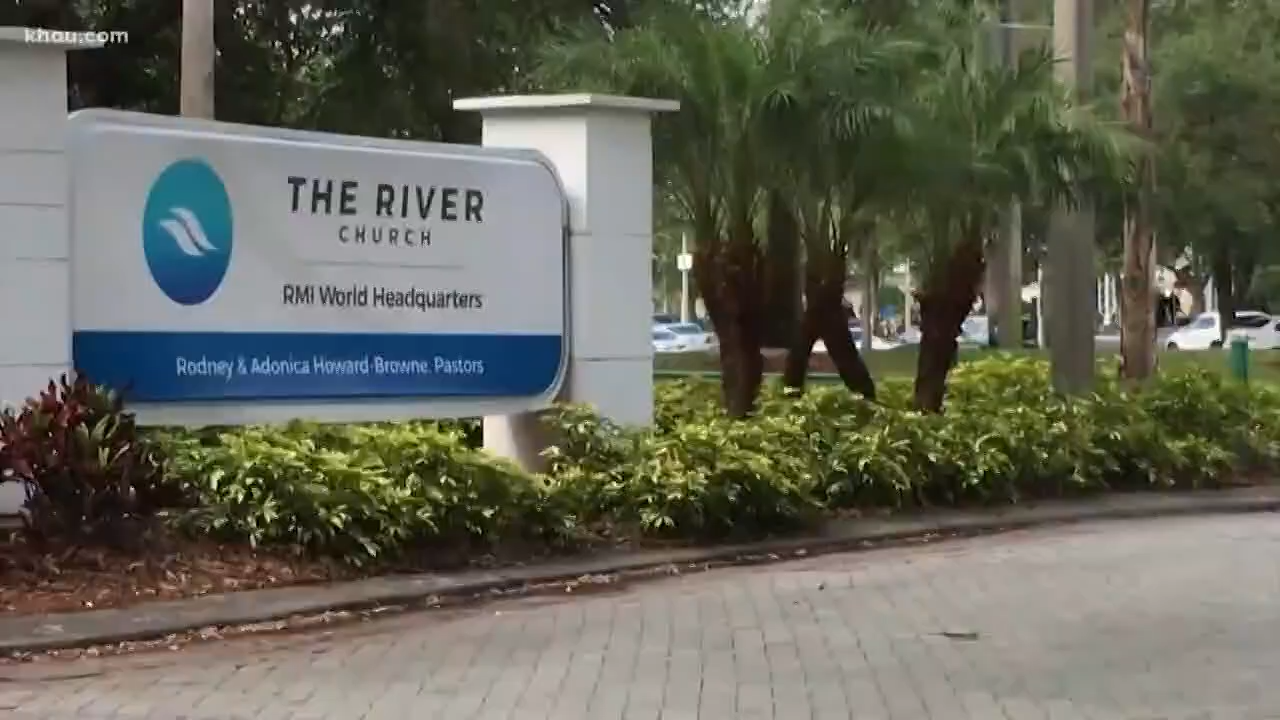 khou.com
THE RIVER
CHURCH
RMI World Headquarters
Rodney & Adonica Howard-Browne, Pastors